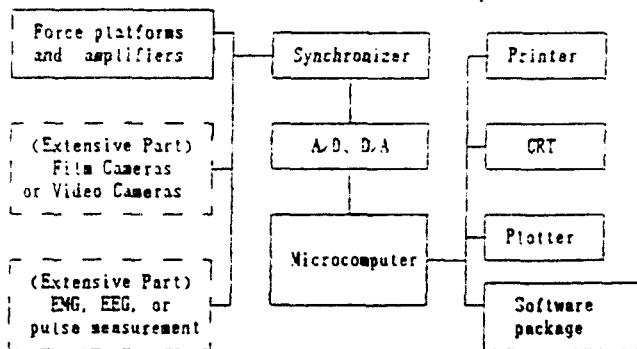 Force platforms
and amplifiers
(Extensive Part)
Film Cameras
or Video Cameras
(Extensive Part)
EMG, EEG, or
pulse measurement
Synchronizer
A/D, D/A
Microcomputer
Printer
CRT
Plotter
Software
package